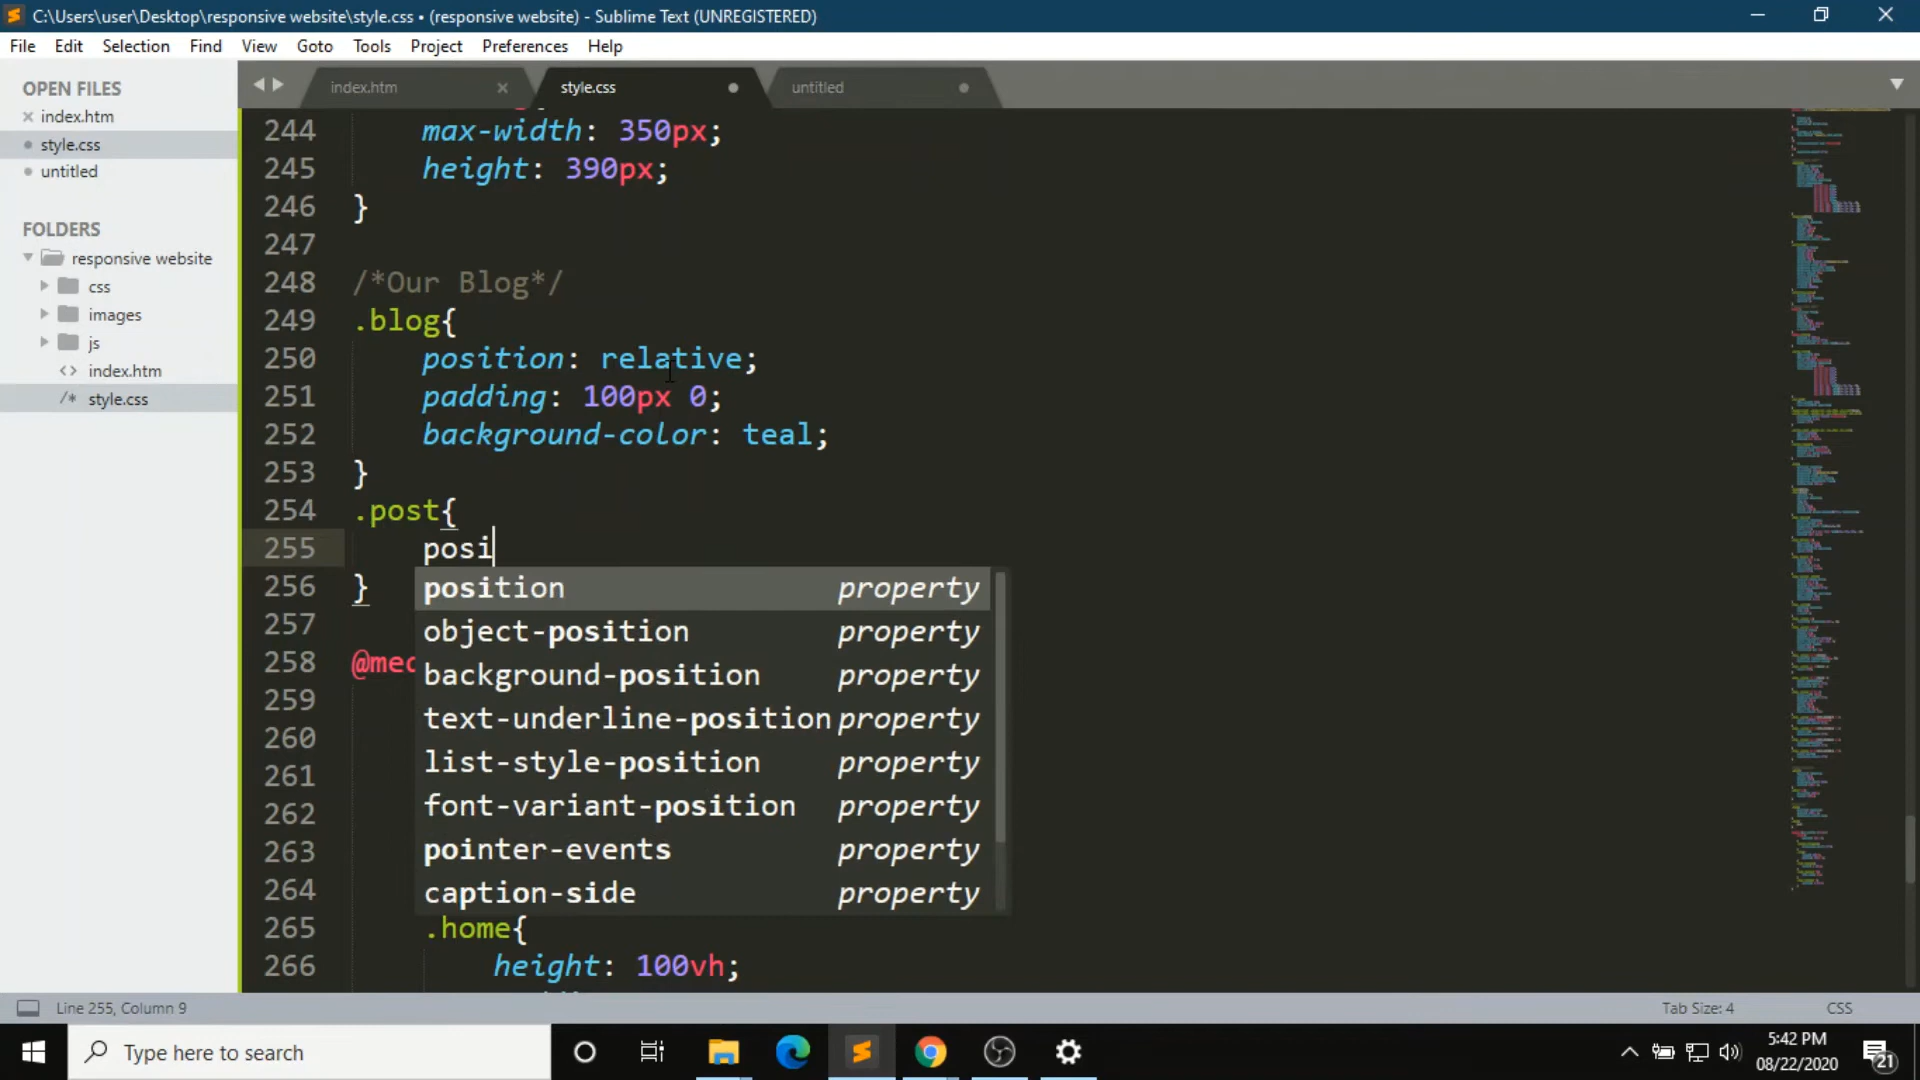 C:\Users\user\Desktop\responsive website\style.css • (responsive website) - Sublime Text (UNREGISTERED)
File Edit Selection Find View Goto Tools Project Preferences Help
OPEN FILES
index.htm
style.css
untitled
FOLDERS
responsive website
css
images
js
index.htm
style.css
index.htm style.css untitled
244 max-width: 350px;
245 height: 390px;
246 }
247
248 /*Our Blog*/
249 .blog{
250 position: relative;
251 padding: 100px 0;
252 background-color: teal;
253 }
254 .post{
255 posi
256 }
257
258 @med
259
260
261
262
263
264
265 .home{
266 height: 100vh;
position property
object-position property
background-position property
text-underline-position property
list-style-position property
font-variant-position property
pointer-events property
caption-side property
Line 255, Column 9
Tab Size: 4
CSS
Type here to search
5:42 PM
08/22/2020
21